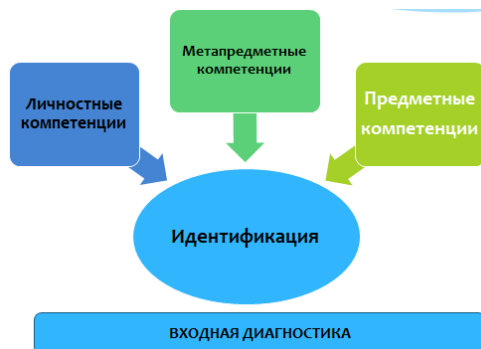 Метапредметные
компетенции
Личностные
компетенции
Предметные
компетенции
Идентификация
ВХОДНАЯ ДИАГНОСТИКА